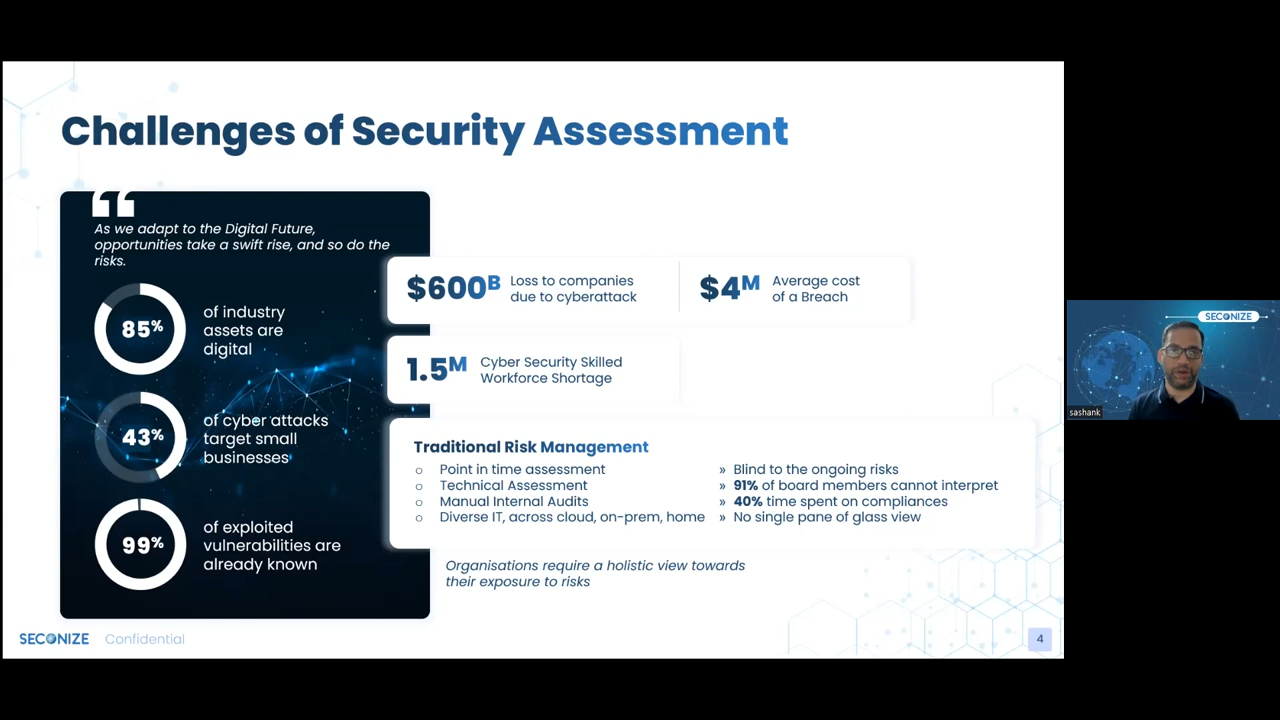 Challenges of Security Assessment
“
As we adapt to the Digital Future,
opportunities take a swift rise, and so do the
risks.
85%
of industry
assets are
digital
43%
of cyber attacks
target small
businesses
99%
of exploited
vulnerabilities are
already known
$600B Loss to companies
due to cyberattack
$4M Average cost
of a Breach
1.5M Cyber Security Skilled
Workforce Shortage
Traditional Risk Management
○ Point in time assessment » Blind to the ongoing risks
○ Technical Assessment » 91% of board members cannot interpret
○ Manual Internal Audits » 40% time spent on compliances
○ Diverse IT, across cloud, on-prem, home » No single pane of glass view
Organisations require a holistic view towards
their exposure to risks
SECONIZE Confidential
4
SECONIZE
sashank